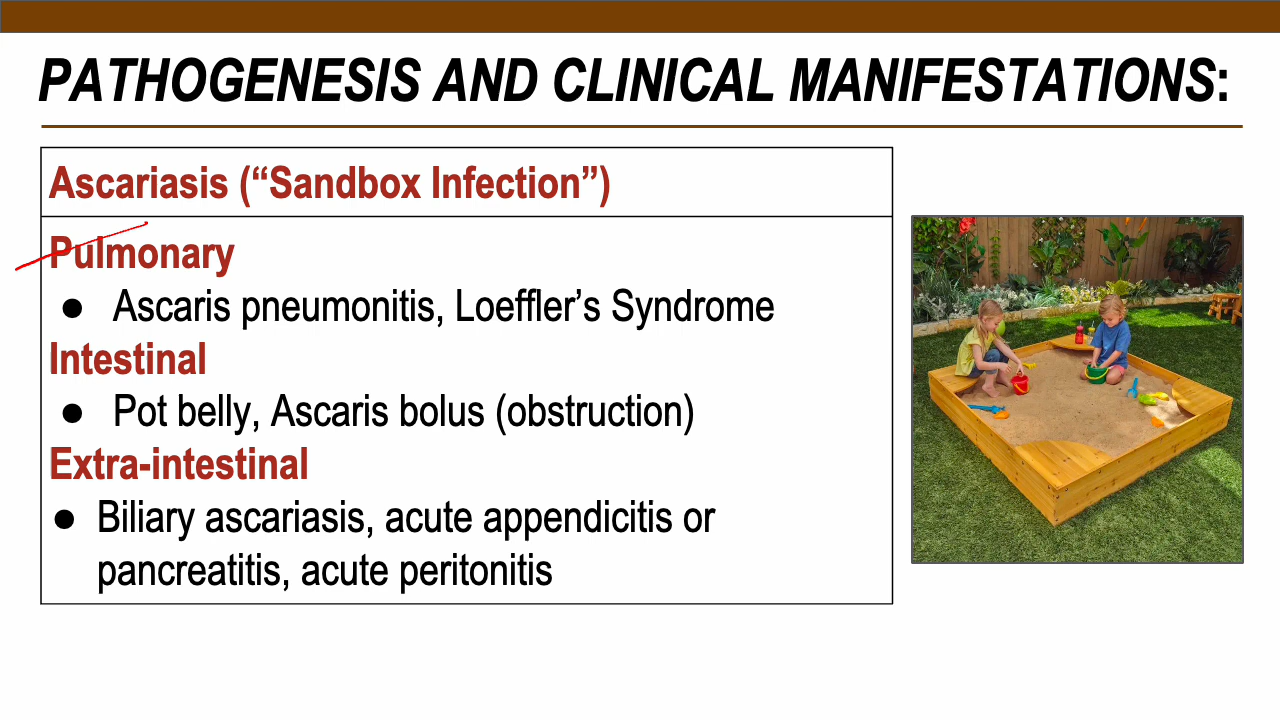 PATHOGENESIS AND CLINICAL MANIFESTATIONS:
Ascariasis (“Sandbox Infection”)
Pulmonary
● Ascaris pneumonitis, Loeffler’s Syndrome
Intestinal
● Pot belly, Ascaris bolus (obstruction)
Extra-intestinal
● Biliary ascariasis, acute appendicitis or
pancreatitis, acute peritonitis